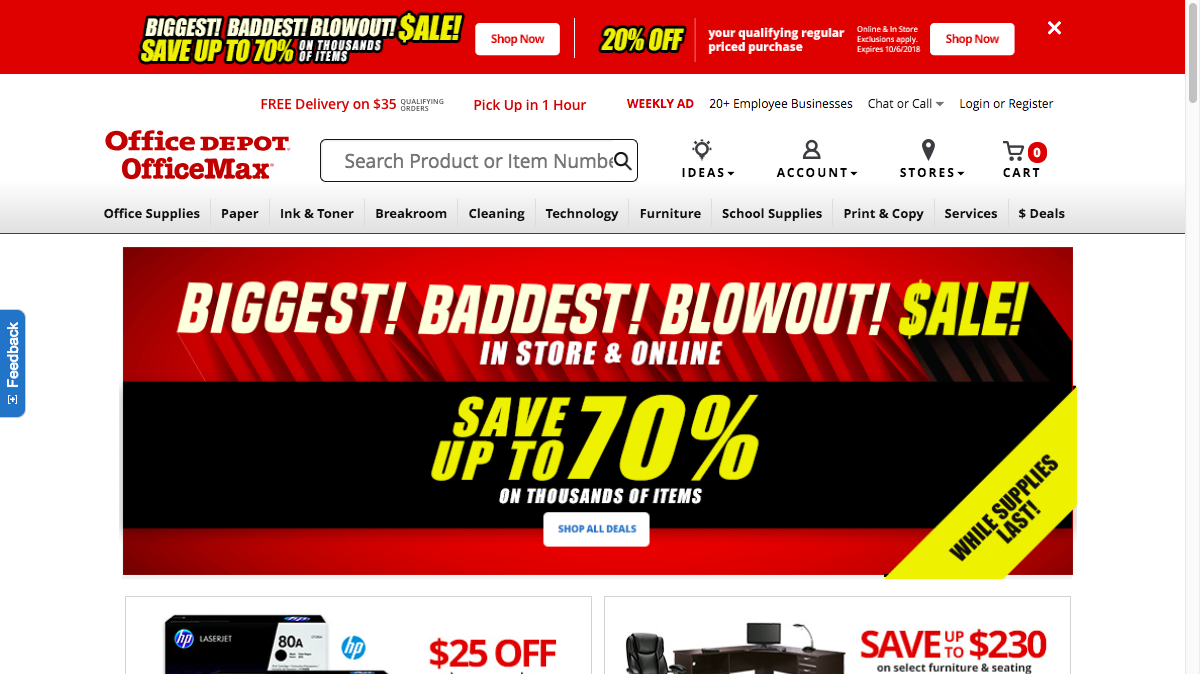 BIGGEST! BADDEST! BLOWOUT! $ALE!
SAVE UP TO 70% ON THOUSANDS OF ITEMS
Shop Now
20% OFF
your qualifying regular
priced purchase
Online & In Store
Exclusions apply.
Expires 10/6/2018
Shop Now
FREE Delivery on $35 QUALIFYING ORDERS
Pick Up in 1 Hour
WEEKLY AD
20+ Employee Businesses
Chat or Call
Login or Register
Office DEPOT
OfficeMax
Search Product or Item Numbe
IDEAS
ACCOUNT
STORES
0
CART
Office Supplies
Paper
Ink & Toner
Breakroom
Cleaning
Technology
Furniture
School Supplies
Print & Copy
Services
$ Deals
Feedback
BIGGEST! BADDEST! BLOWOUT! $ALE!
IN STORE & ONLINE
SAVE
UP TO 70%
ON THOUSANDS OF ITEMS
SHOP ALL DEALS
WHILE SUPPLIES
LAST!
hp LASERJET
80A
hp
$25 OFF
SAVE UP TO $230
on select furniture & seating